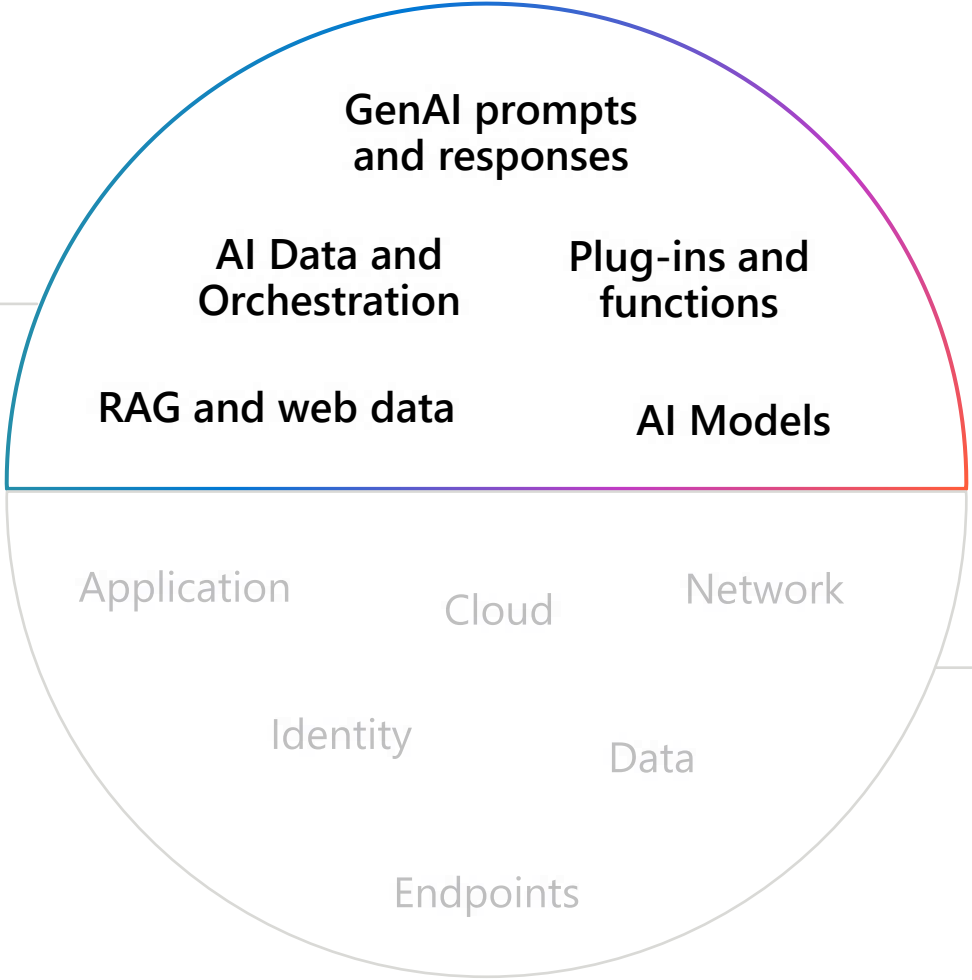 GenAI prompts
and responses
AI Data and
Orchestration
Plug-ins and
functions
RAG and web data
AI Models
Application
Cloud
Network
Identity
Data
Endpoints